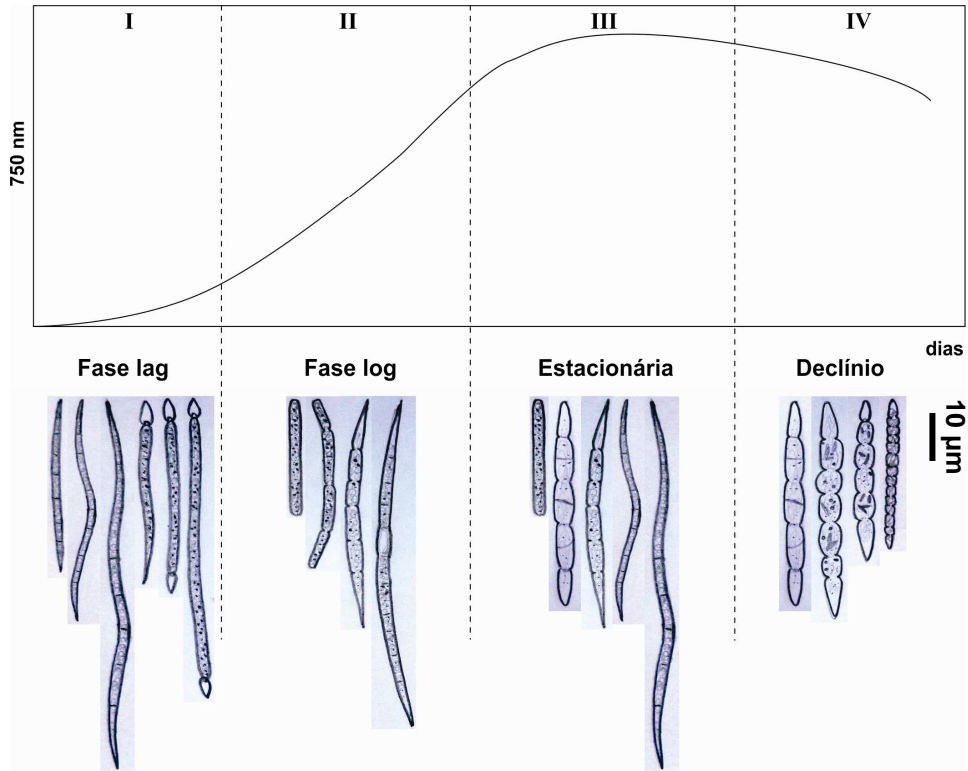 I II III IV
750 nm
dias
Fase lag Fase log Estacionária Declínio
10 µm